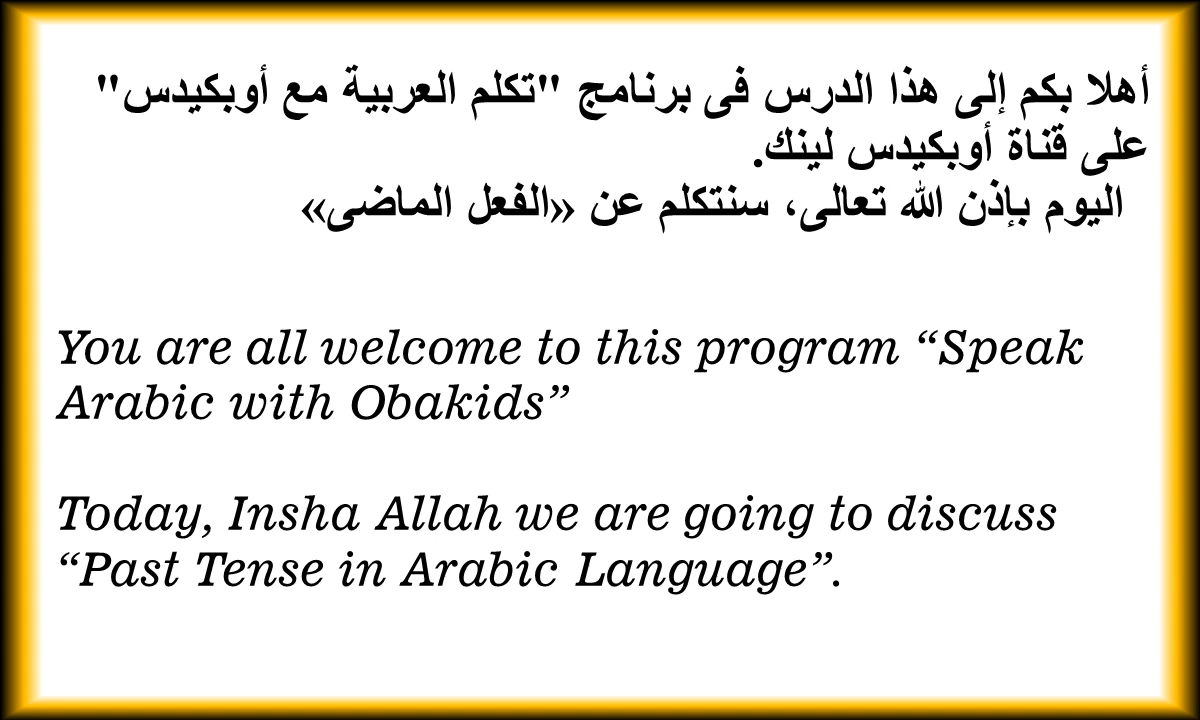 أهلا بكم إلى هذا الدرس فى برنامج "تكلم العربية مع أوبكيدس"
على قناة أوبكيدس لينك.
اليوم بإذن الله تعالى، سنتكلم عن «الفعل الماضى»
You are all welcome to this program “Speak
Arabic with Obakids”
Today, Insha Allah we are going to discuss
“Past Tense in Arabic Language”.